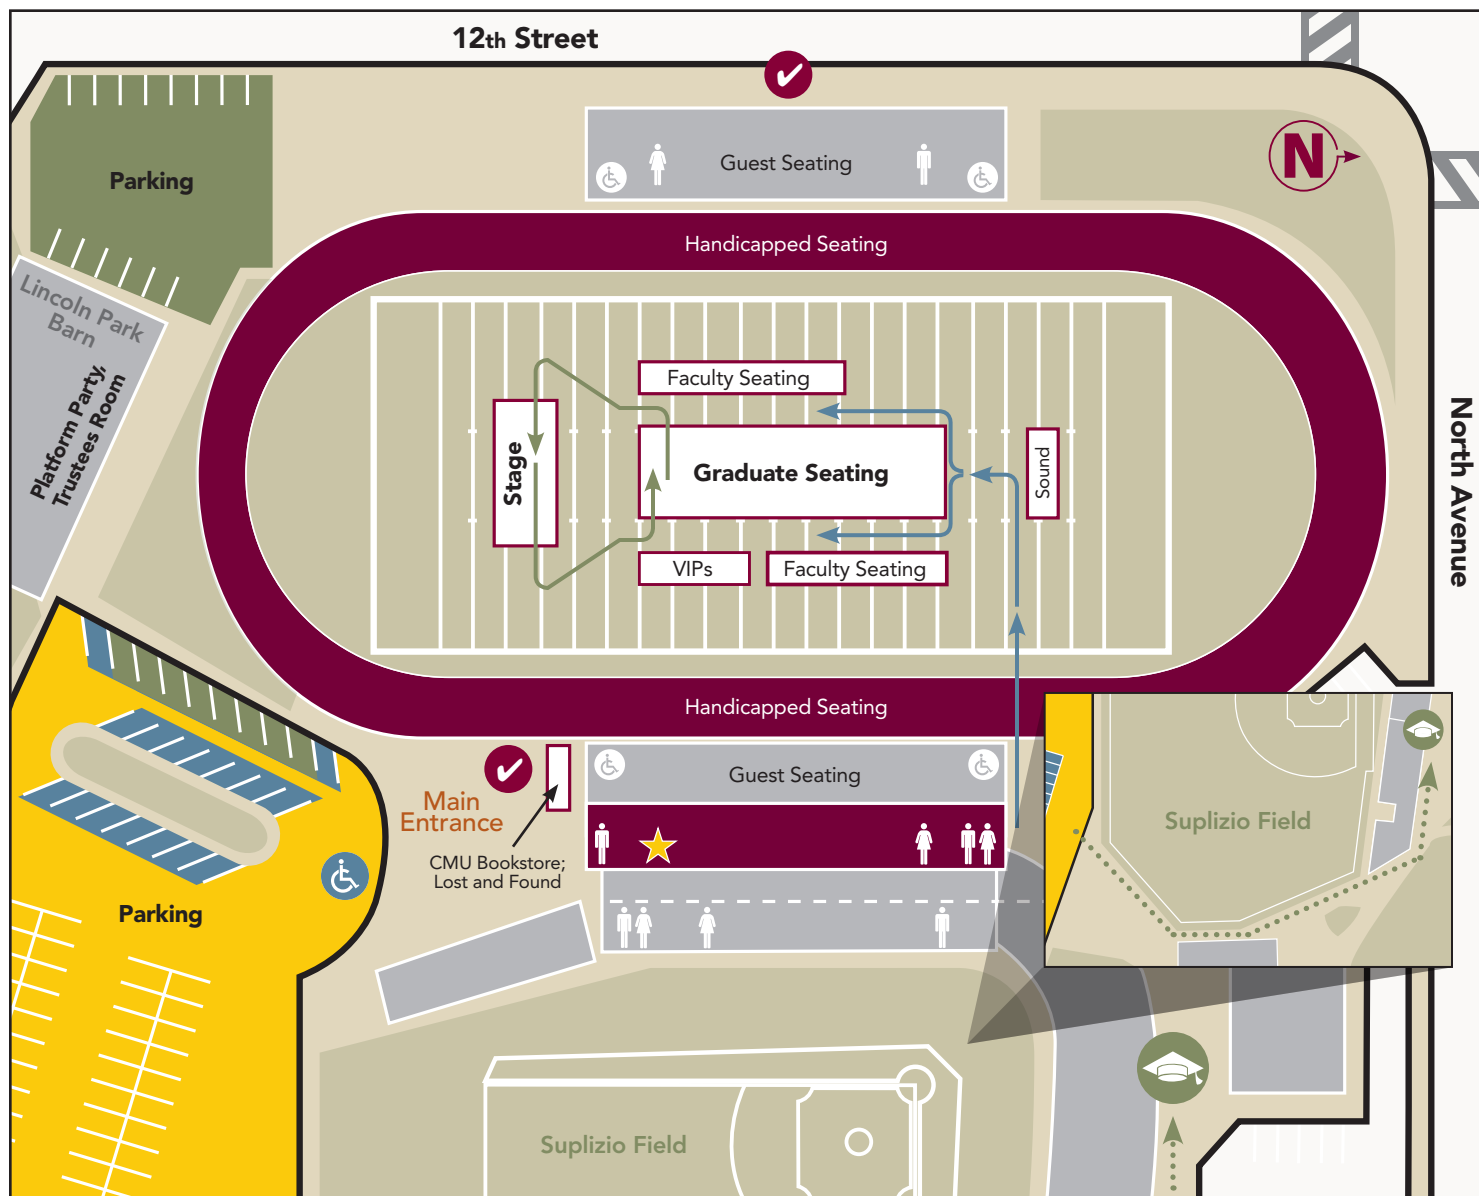 12th Street
Parking
Guest Seating
N
Handicapped Seating
Lincoln Park
Barn
Platform Party,
Trustees Room
Faculty Seating
Stage
Graduate Seating
Sound
VIPs
Faculty Seating
North Avenue
Handicapped Seating
Guest Seating
Main
Entrance
CMU Bookstore;
Lost and Found
Suplizio Field
Parking
Suplizio Field